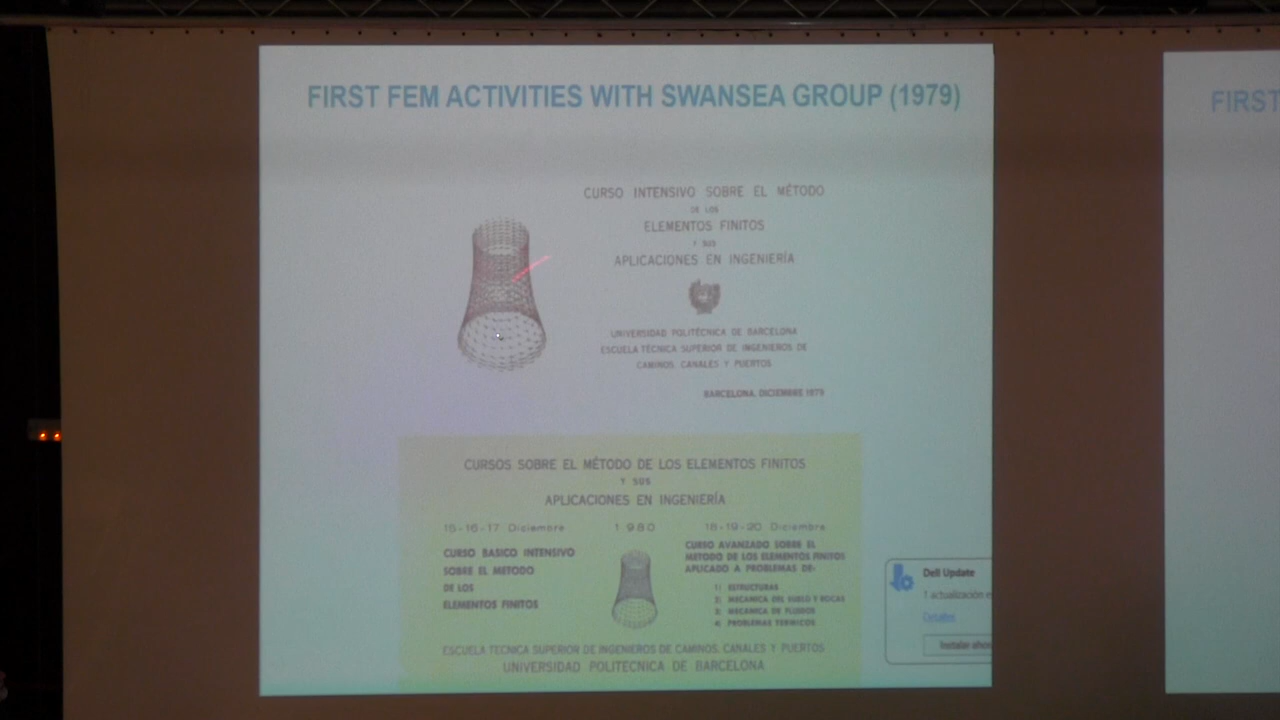 FIRST FEM ACTIVITIES WITH SWANSEA GROUP (1979)
CURSO INTENSIVO SOBRE EL MÉTODO
DE LOS
ELEMENTOS FINITOS
Y SUS
APLICACIONES EN INGENIERÍA
UNIVERSIDAD POLITÉCNICA DE BARCELONA
ESCUELA TÉCNICA SUPERIOR DE INGENIEROS DE
CAMINOS, CANALES Y PUERTOS
BARCELONA, DICIEMBRE 1979
CURSOS SOBRE EL MÉTODO DE LOS ELEMENTOS FINITOS
Y SUS
APLICACIONES EN INGENIERÍA
15-16-17 Diciembre 1980 18-19-20 Diciembre
CURSO BASICO INTENSIVO
SOBRE EL METODO
DE LOS
ELEMENTOS FINITOS
CURSO AVANZADO SOBRE EL
METODO DE LOS ELEMENTOS FINITOS
APLICADO A PROBLEMAS DE:
1) ESTRUCTURAS
2) MECANICA DEL SUELO Y ROCAS
3) MECANICA DE FLUIDOS
4) PROBLEMAS TERMICOS
ESCUELA TECNICA SUPERIOR DE INGENIEROS DE CAMINOS, CANALES Y PUERTOS
UNIVERSIDAD POLITECNICA DE BARCELONA
Dell Update
1 actualización e
Detalles
Instalar ahor
FIRST